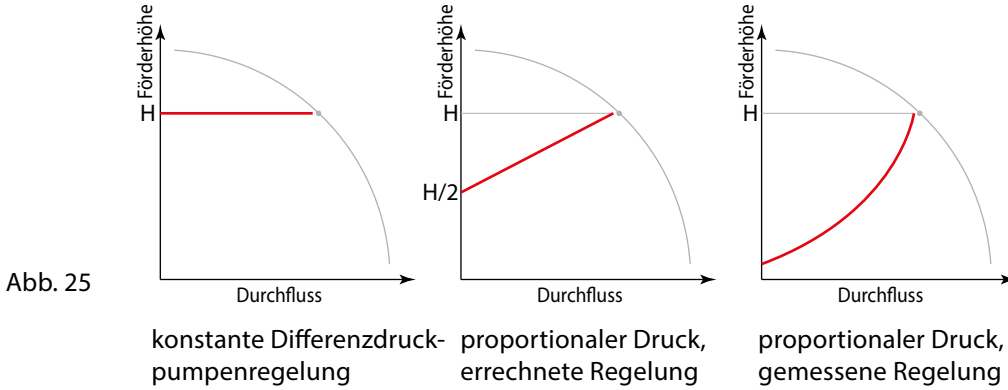 Förderhöhe
H
Durchfluss
konstante Differenzdruck-
pumpenregelung
Förderhöhe
H
H/2
Durchfluss
proportionaler Druck,
errechnete Regelung
Förderhöhe
H
Durchfluss
proportionaler Druck,
gemessene Regelung
Abb. 25